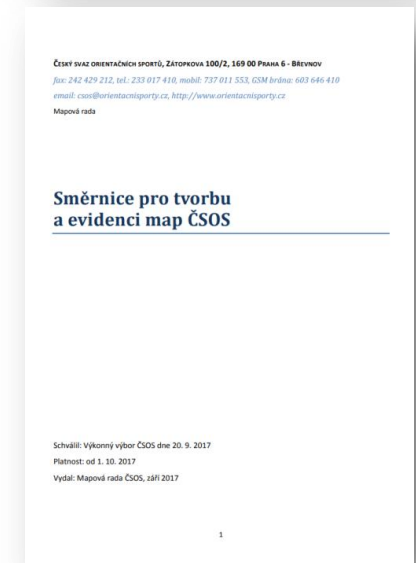 ČESKÝ SVAZ ORIENTAČNÍCH SPORTŮ, ZÁTOPKOVA 100/2, 169 00 PRAHA 6 - BŘEVNOV
fax: 242 429 212, tel.: 233 017 410, mobil: 737 011 553, GSM brána: 603 646 410
email: csos@orientacnisporty.cz, http://www.orientacnisporty.cz
Mapová rada
Směrnice pro tvorbu
a evidenci map ČSOS
Schválil: Výkonný výbor ČSOS dne 20. 9. 2017
Platnost: od 1. 10. 2017
Vydal: Mapová rada ČSOS, září 2017
1